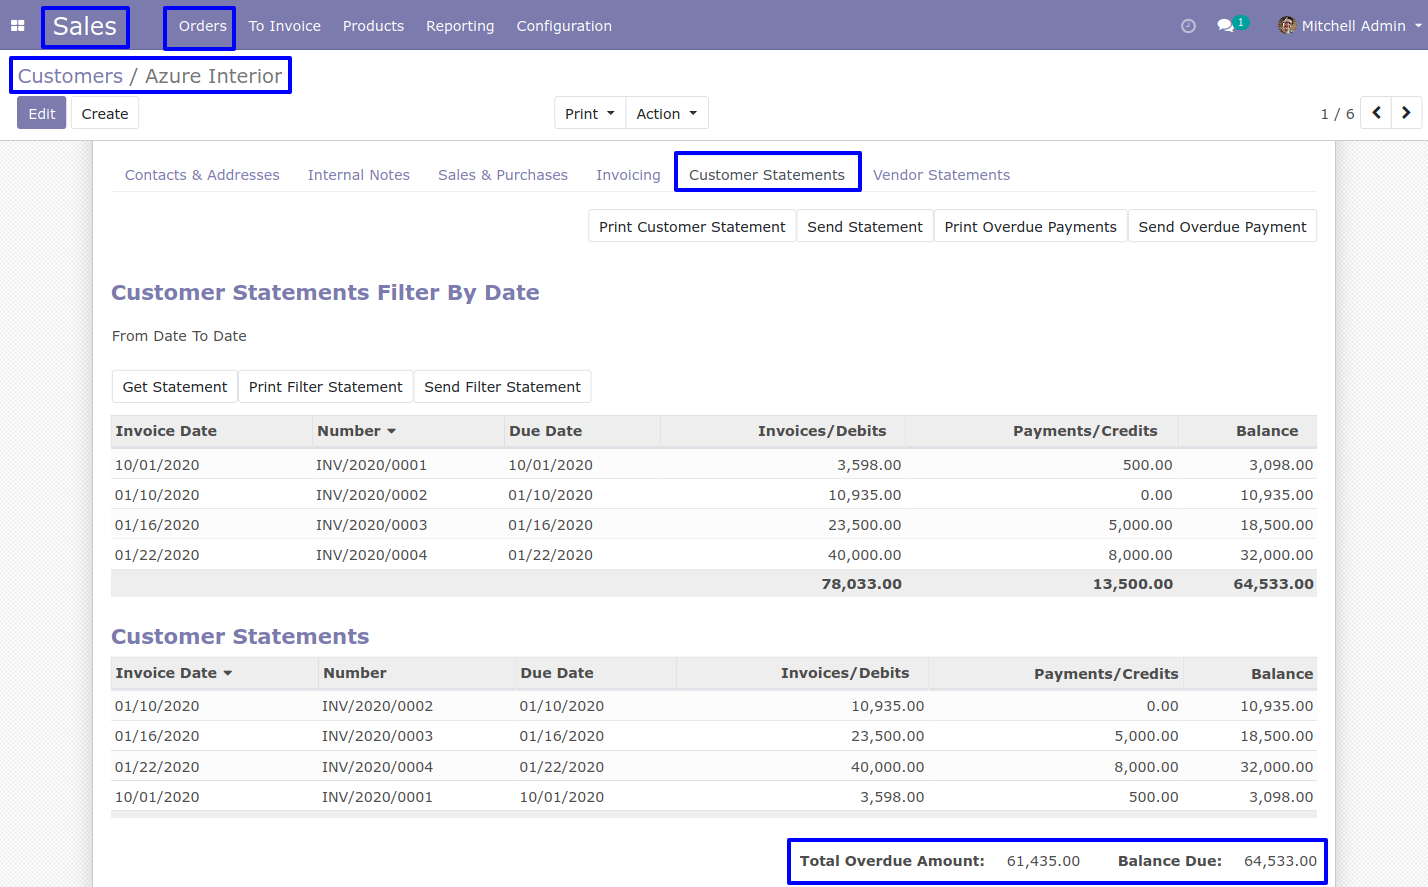 Sales Orders To Invoice Products Reporting Configuration 1 Mitchell Admin
Customers / Azure Interior
Edit Create Print Action 1 / 6
Contacts & Addresses Internal Notes Sales & Purchases Invoicing Customer Statements Vendor Statements
Print Customer Statement Send Statement Print Overdue Payments Send Overdue Payment
Customer Statements Filter By Date
From Date To Date
Get Statement Print Filter Statement Send Filter Statement
Invoice Date Number Due Date Invoices/Debits Payments/Credits Balance
10/01/2020 INV/2020/0001 10/01/2020 3,598.00 500.00 3,098.00
01/10/2020 INV/2020/0002 01/10/2020 10,935.00 0.00 10,935.00
01/16/2020 INV/2020/0003 01/16/2020 23,500.00 5,000.00 18,500.00
01/22/2020 INV/2020/0004 01/22/2020 40,000.00 8,000.00 32,000.00
78,033.00 13,500.00 64,533.00
Customer Statements
Invoice Date Number Due Date Invoices/Debits Payments/Credits Balance
01/10/2020 INV/2020/0002 01/10/2020 10,935.00 0.00 10,935.00
01/16/2020 INV/2020/0003 01/16/2020 23,500.00 5,000.00 18,500.00
01/22/2020 INV/2020/0004 01/22/2020 40,000.00 8,000.00 32,000.00
10/01/2020 INV/2020/0001 10/01/2020 3,598.00 500.00 3,098.00
Total Overdue Amount: 61,435.00 Balance Due: 64,533.00